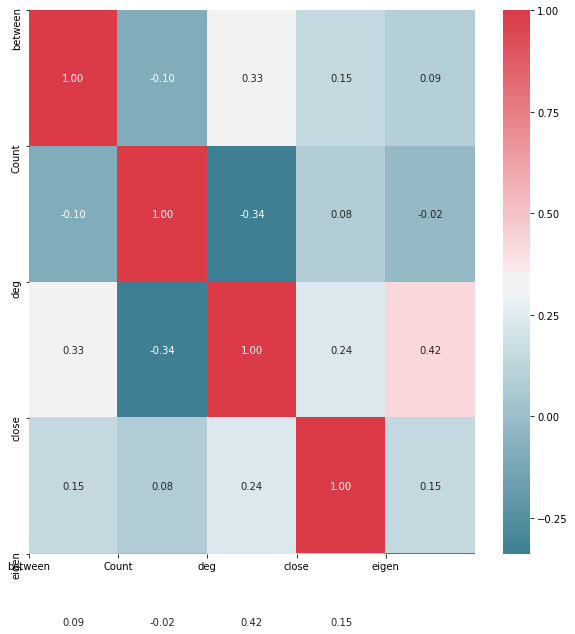 between 1.00 -0.10 0.33 0.15 0.09
Count -0.10 1.00 -0.34 0.08 -0.02
deg 0.33 -0.34 1.00 0.24 0.42
close 0.15 0.08 0.24 1.00 0.15
eigen
between Count deg close eigen
0.09 -0.02 0.42 0.15
1.00
0.75
0.50
0.25
0.00
−0.25